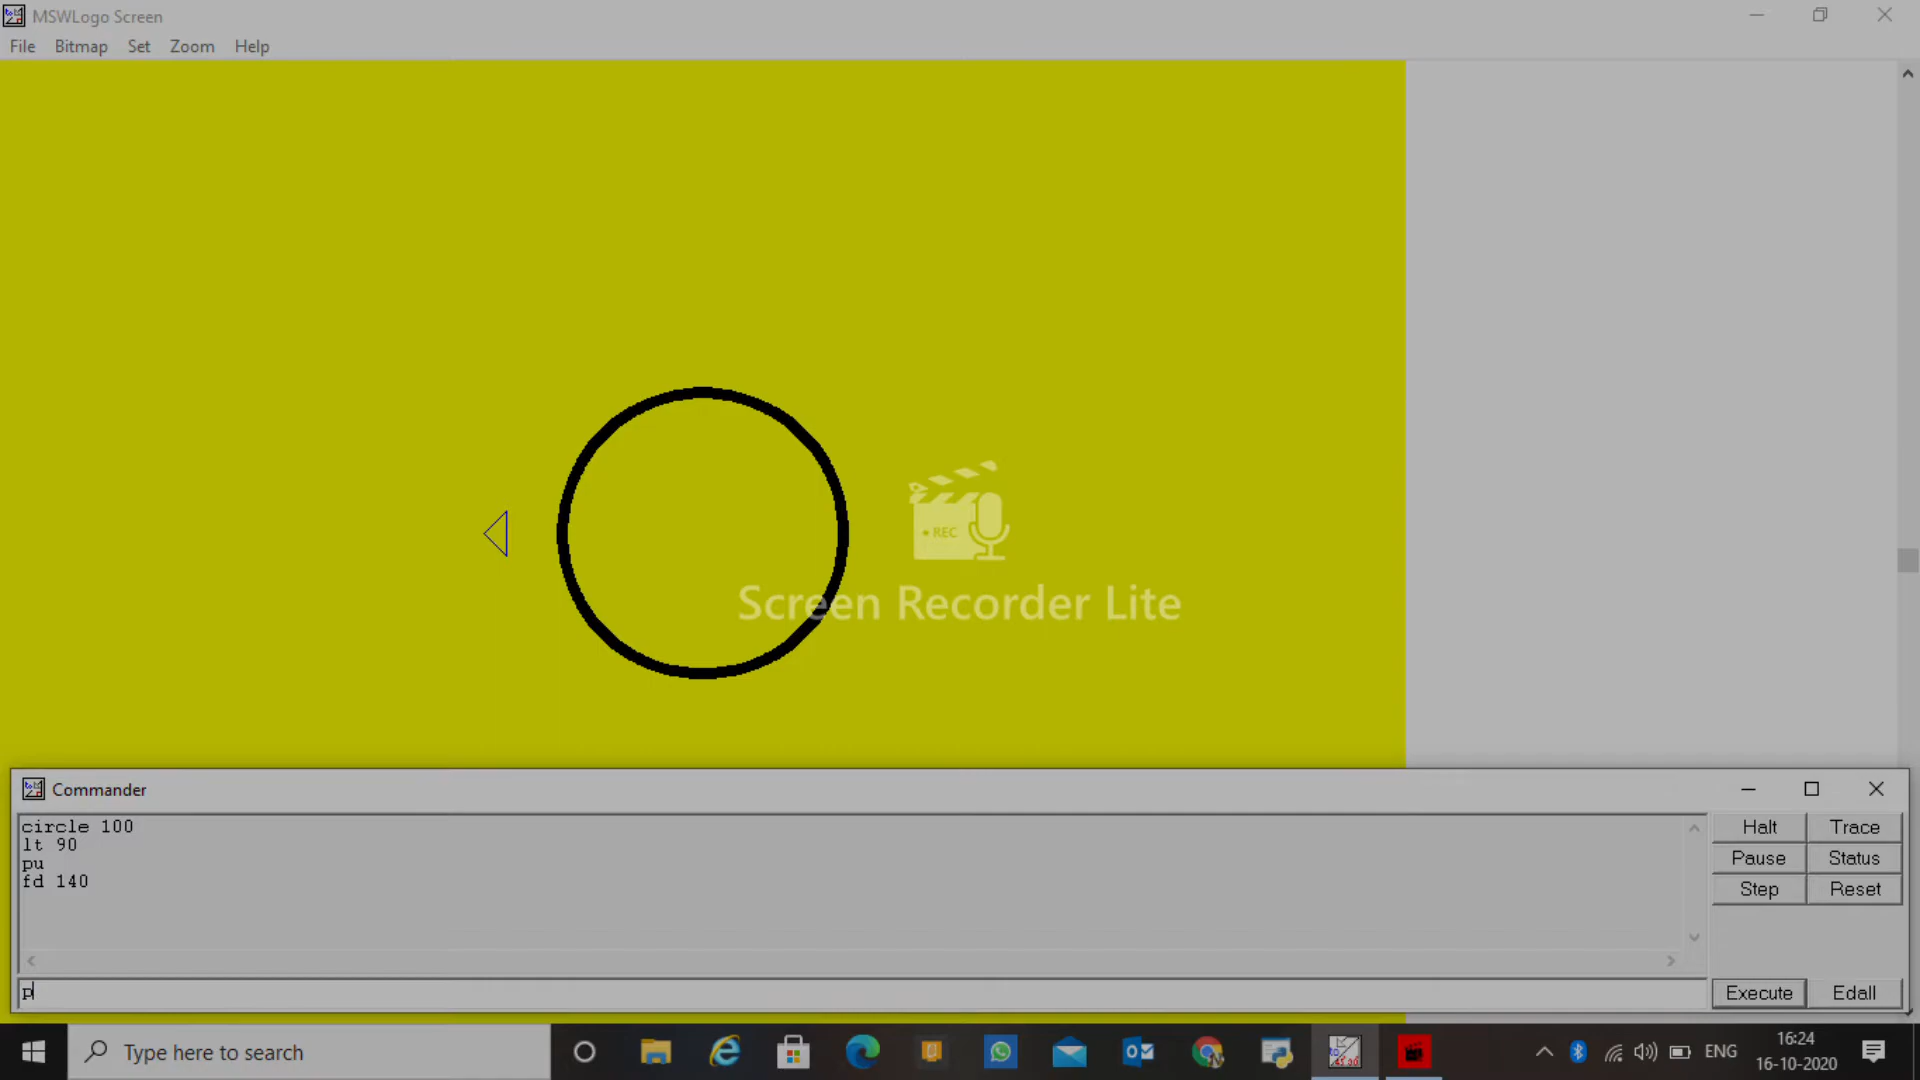 MSWLogo Screen
File Bitmap Set Zoom Help
REC
Screen Recorder Lite
Commander
circle 100
lt 90
pu
fd 140
Halt Trace
Pause Status
Step Reset
p
Execute Edall
Type here to search
ENG
16:24
16-10-2020